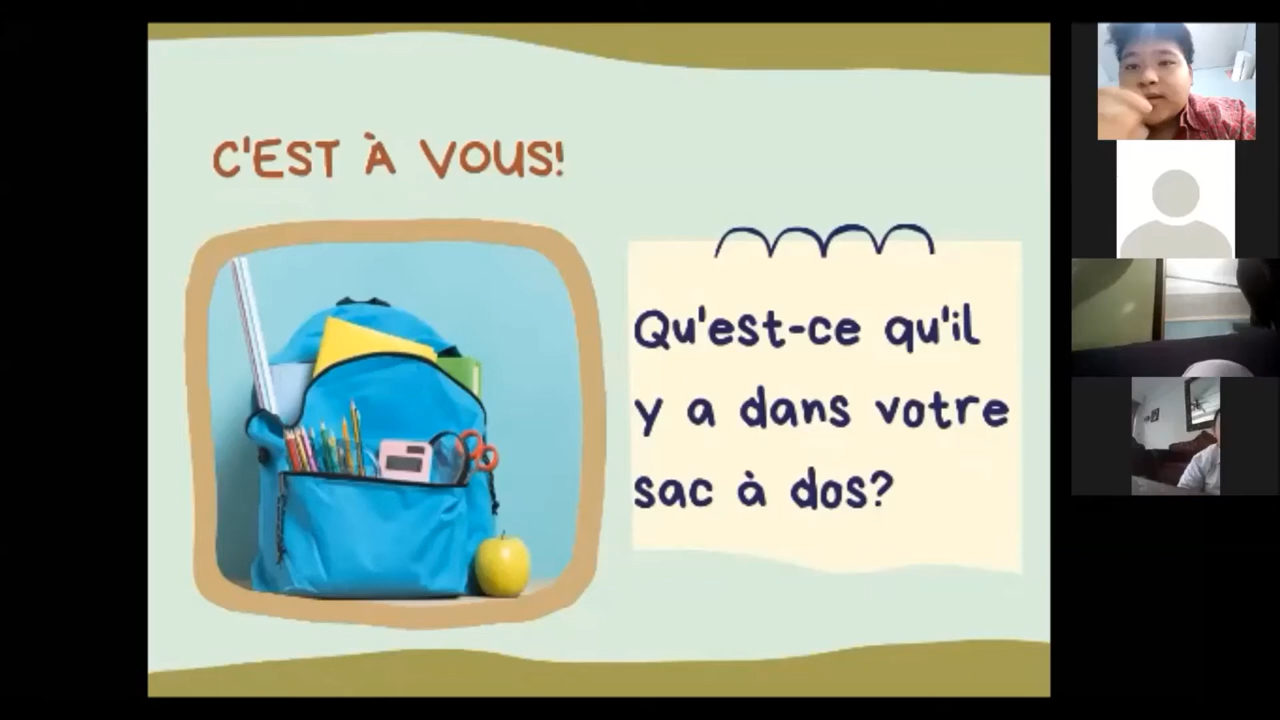 C'EST À VOUS!
Qu'est-ce qu'il
y a dans votre
sac à dos?